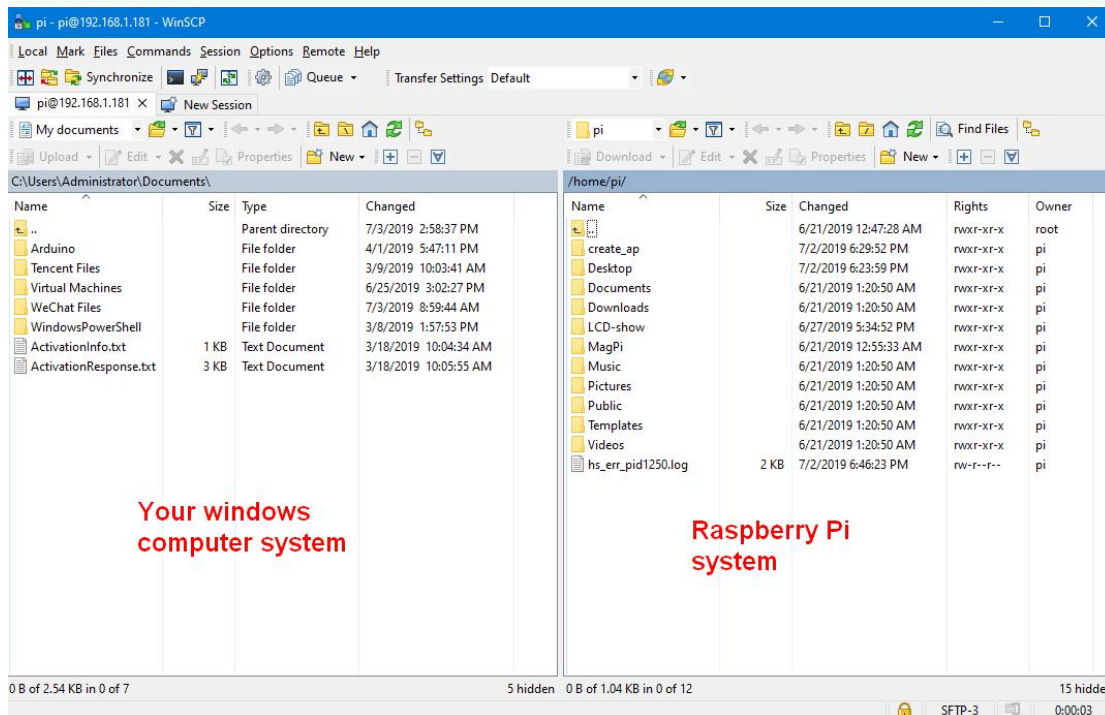 pi - pi@192.168.1.181 - WinSCP
Local Mark Files Commands Session Options Remote Help
Synchronize Queue Transfer Settings Default
pi@192.168.1.181 New Session
My documents
Upload Edit Properties New
C:\Users\Administrator\Documents\
Name Size Type Changed
.. Parent directory 7/3/2019 2:58:37 PM
Arduino File folder 4/1/2019 5:47:11 PM
Tencent Files File folder 3/9/2019 10:03:41 AM
Virtual Machines File folder 6/25/2019 3:02:27 PM
WeChat Files File folder 7/3/2019 8:59:44 AM
WindowsPowerShell File folder 3/8/2019 1:57:53 PM
ActivationInfo.txt 1 KB Text Document 3/18/2019 10:04:34 AM
ActivationResponse.txt 3 KB Text Document 3/18/2019 10:05:55 AM
Your windows
computer system
0 B of 2.54 KB in 0 of 7 5 hidden
pi Find Files
Download Edit Properties New
/home/pi/
Name Size Changed Rights Owner
.. 6/21/2019 12:47:28 AM rwxr-xr-x root
create_ap 7/2/2019 6:29:52 PM rwxr-xr-x pi
Desktop 7/2/2019 6:23:59 PM rwxr-xr-x pi
Documents 6/21/2019 1:20:50 AM rwxr-xr-x pi
Downloads 6/21/2019 1:20:50 AM rwxr-xr-x pi
LCD-show 6/27/2019 5:34:52 PM rwxr-xr-x pi
MagPi 6/21/2019 12:55:33 AM rwxr-xr-x pi
Music 6/21/2019 1:20:50 AM rwxr-xr-x pi
Pictures 6/21/2019 1:20:50 AM rwxr-xr-x pi
Public 6/21/2019 1:20:50 AM rwxr-xr-x pi
Templates 6/21/2019 1:20:50 AM rwxr-xr-x pi
Videos 6/21/2019 1:20:50 AM rwxr-xr-x pi
hs_err_pid1250.log 2 KB 7/2/2019 6:46:23 PM rw-r--r-- pi
Raspberry Pi
system
0 B of 1.04 KB in 0 of 12 15 hidde
SFTP-3 0:00:03